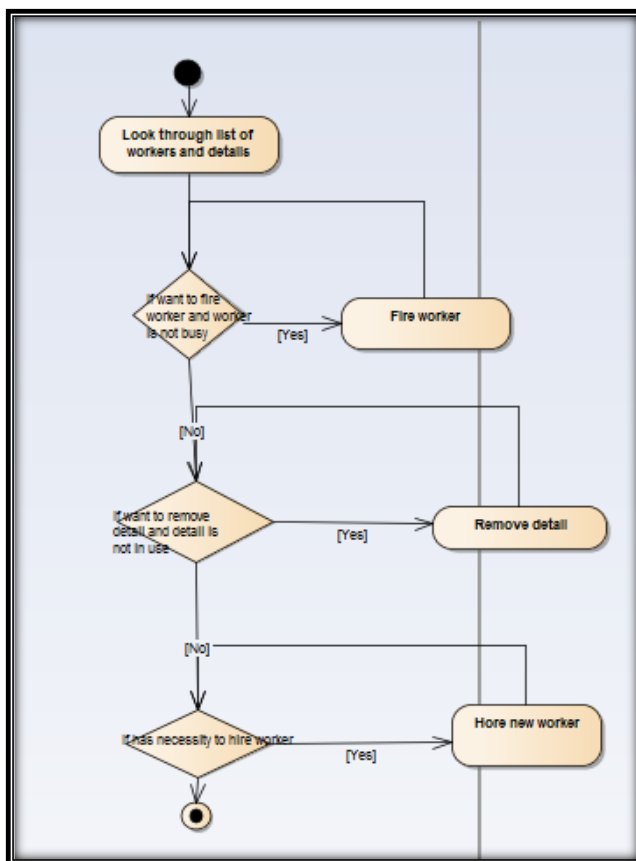 Look through list of
workers and details
If want to fire
worker and worker
is not busy
[Yes]
Fire worker
[No]
If want to remove
detail and detail is
not in use
[Yes]
Remove detail
[No]
If has necessity to hire worker
[Yes]
Hore new worker